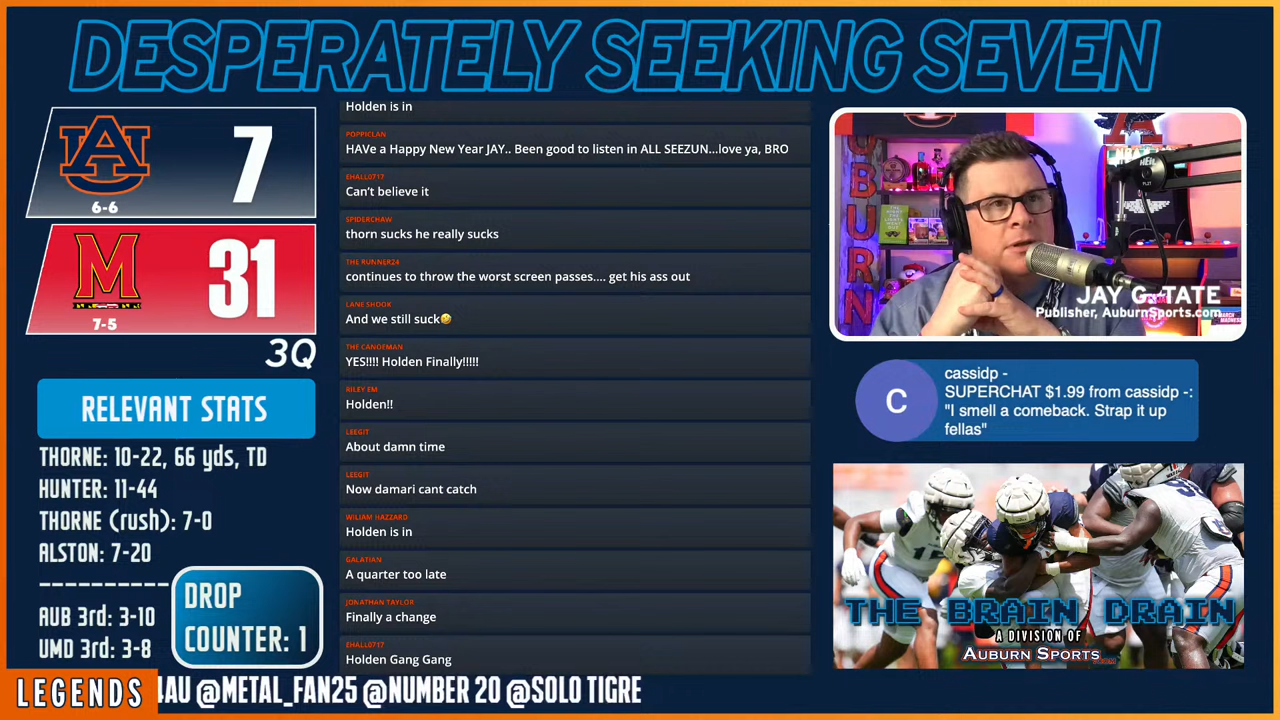 DESPERATELY SEEKING SEVEN
7
6-6
31
7-5
3Q
RELEVANT STATS
THORNE: 10-22, 66 yds, TD
HUNTER: 11-44
THORNE (rush): 7-0
ALSTON: 7-20
----------
AUB 3rd: 3-10
UMD 3rd: 3-8
DROP
COUNTER: 1
Holden is in
POPPICLAN
HAVe a Happy New Year JAY.. Been good to listen in ALL SEEZUN...love ya, BRO
EHALL0717
Can't believe it
SPIDERCHAW
thorn sucks he really sucks
THE RUNNER24
continues to throw the worst screen passes.... get his ass out
LANE SHOOK
And we still suck🤣
THE CANOEMAN
YES!!!! Holden Finally!!!!!
RILEY EM
Holden!!
LEEGIT
About damn time
LEEGIT
Now damari cant catch
WILIAM HAZZARD
Holden is in
GALATIAN
A quarter too late
JONATHAN TAYLOR
Finally a change
EHALL0717
Holden Gang Gang
JAY G. TATE
Publisher, AuburnSports.com
C
cassidp -
SUPERCHAT $1.99 from cassidp -:
"I smell a comeback. Strap it up
fellas"
THE BRAIN DRAIN
A DIVISION OF
AUBURN SPORTS
LEGENDS
4AU @METAL_FAN25 @NUMBER 20 @SOLO TIGRE